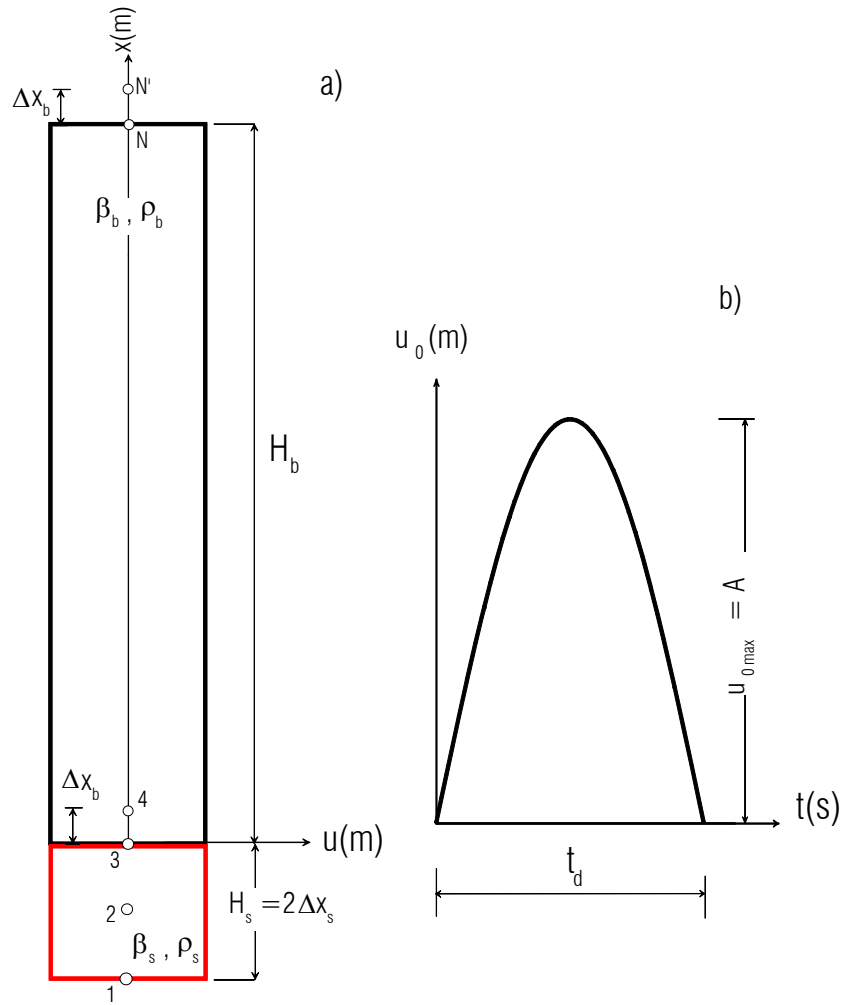 x(m)
a)
N'
Δx_b
N
β_b , ρ_b
b)
u_0(m)
H_b
u_0max = A
Δx_b
4
t(s)
u(m)
3
t_d
H_s = 2Δx_s
2
β_s , ρ_s
1